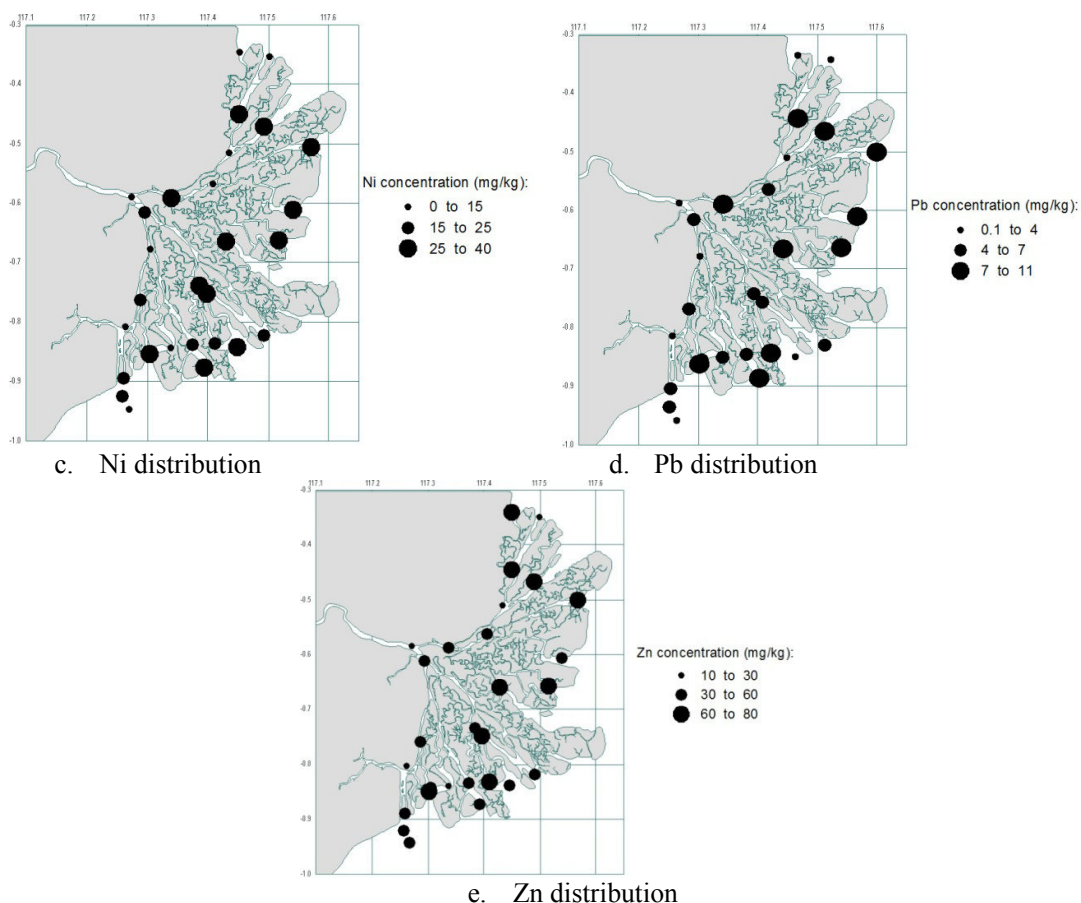 117.1 117.2 117.3 117.4 117.5 117.6
-0.3
-0.4
-0.5
-0.6
-0.7
-0.8
-0.9
-1.0
Ni concentration (mg/kg):
0 to 15
15 to 25
25 to 40
c. Ni distribution
117.1 117.2 117.3 117.4 117.5 117.6
-0.3
-0.4
-0.5
-0.6
-0.7
-0.8
-0.9
-1.0
Pb concentration (mg/kg):
0.1 to 4
4 to 7
7 to 11
d. Pb distribution
117.1 117.2 117.3 117.4 117.5 117.6
-0.3
-0.4
-0.5
-0.6
-0.7
-0.8
-0.9
-1.0
Zn concentration (mg/kg):
10 to 30
30 to 60
60 to 80
e. Zn distribution